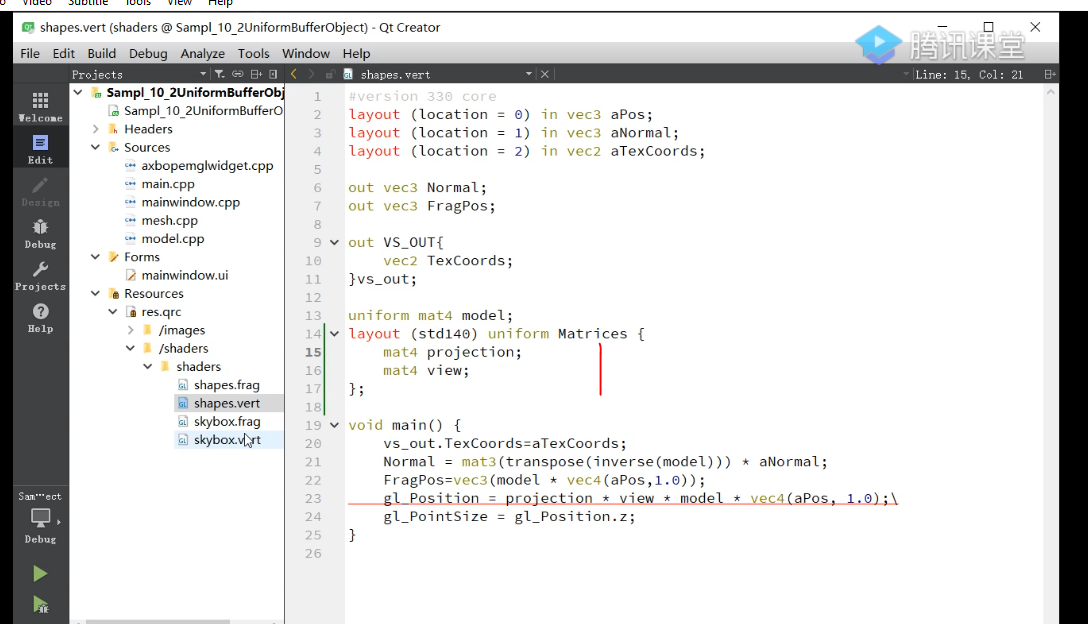 Video Subtitle Tools View Help
shapes.vert (shaders @ Sampl_10_2UniformBufferObject) - Qt Creator
腾讯课堂
File Edit Build Debug Analyze Tools Window Help
Projects
shapes.vert
Line: 15, Col: 21
Welcome
Edit
Design
Debug
Projects
Help
Sam···ect
Debug
Sampl_10_2UniformBufferObj
Sampl_10_2UniformBufferO
Headers
Sources
axbopemglwidget.cpp
main.cpp
mainwindow.cpp
mesh.cpp
model.cpp
Forms
mainwindow.ui
Resources
res.qrc
/images
/shaders
shaders
shapes.frag
shapes.vert
skybox.frag
skybox.vert
1 #version 330 core
2 layout (location = 0) in vec3 aPos;
3 layout (location = 1) in vec3 aNormal;
4 layout (location = 2) in vec2 aTexCoords;
5
6 out vec3 Normal;
7 out vec3 FragPos;
8
9 out VS_OUT{
10     vec2 TexCoords;
11 }vs_out;
12
13 uniform mat4 model;
14 layout (std140) uniform Matrices {
15     mat4 projection;
16     mat4 view;
17 };
18
19 void main() {
20     vs_out.TexCoords=aTexCoords;
21     Normal = mat3(transpose(inverse(model))) * aNormal;
22     FragPos=vec3(model * vec4(aPos,1.0));
23     gl_Position = projection * view * model * vec4(aPos, 1.0);\
24     gl_PointSize = gl_Position.z;
25 }
26